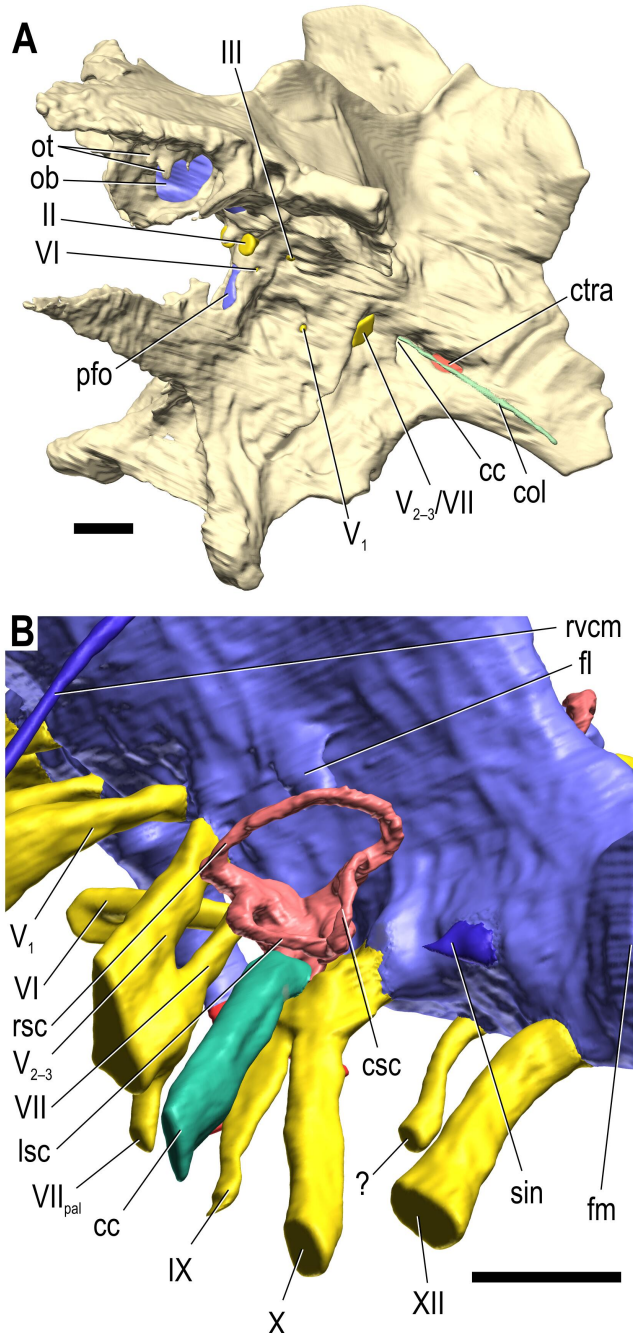 A
III
ot
ob
II
VI
pfo
ctra
cc
col
V2–3/VII
V1
B
rvcm
fl
V1
VI
rsc
V2–3
VII
lsc
VIIpal
cc
IX
X
csc
?
XII
sin
fm